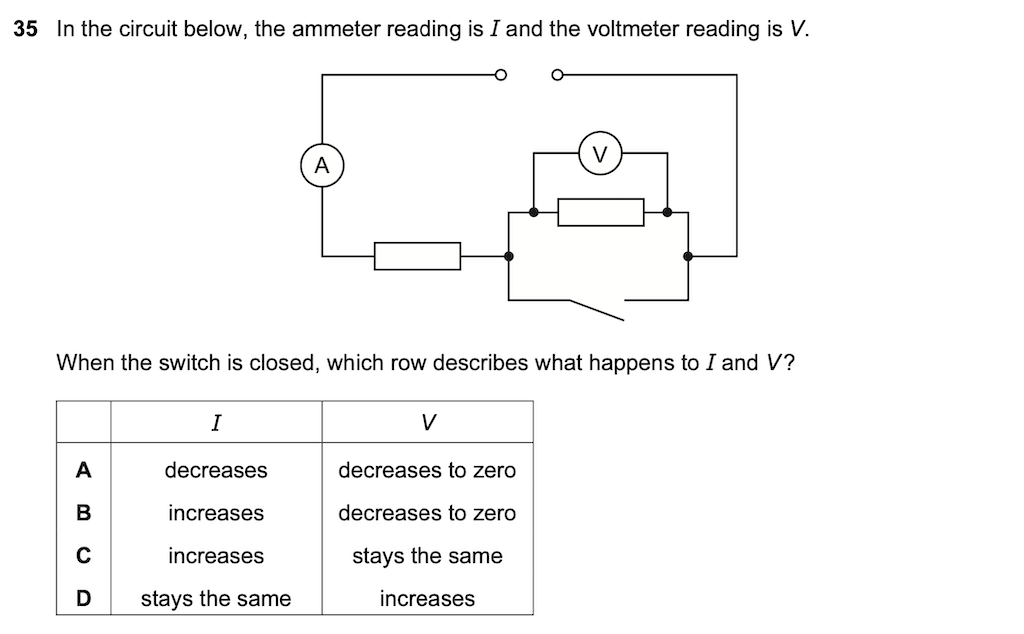 35 In the circuit below, the ammeter reading is I and the voltmeter reading is V.
V
A
When the switch is closed, which row describes what happens to I and V?
I V
A decreases decreases to zero
B increases decreases to zero
C increases stays the same
D stays the same increases